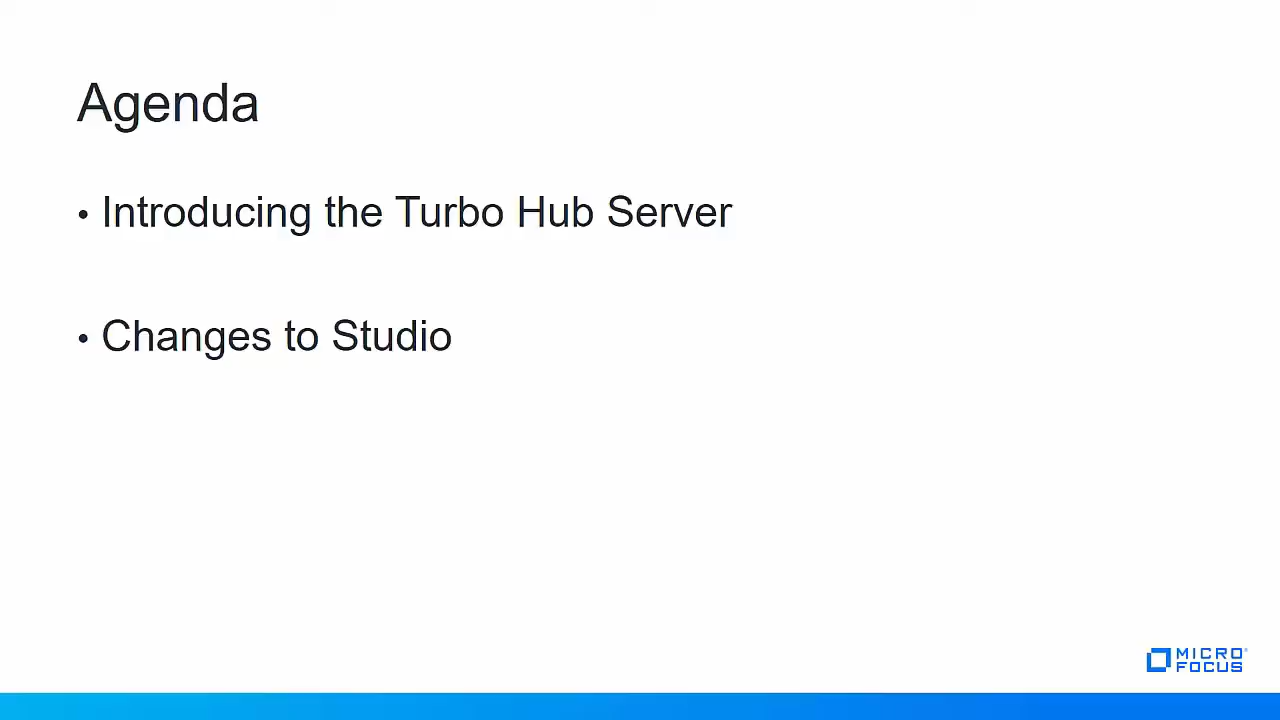 Agenda
• Introducing the Turbo Hub Server
• Changes to Studio
MICRO
FOCUS